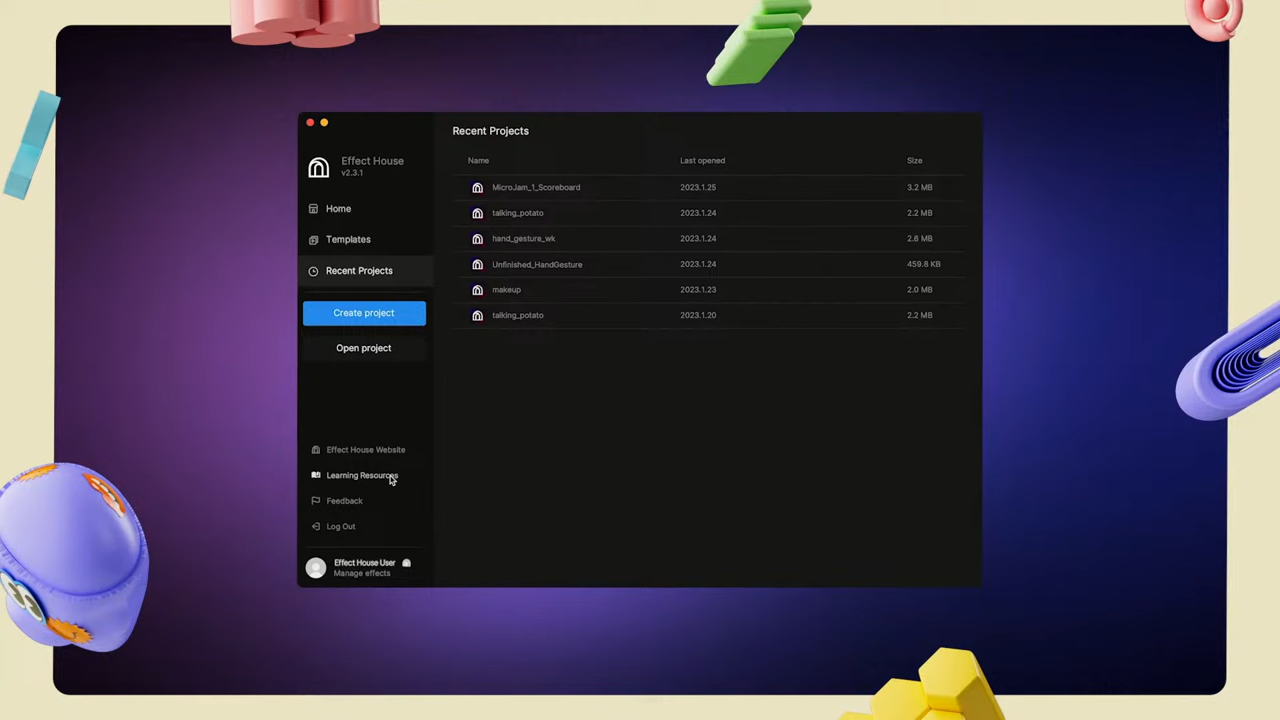 Effect House
v2.3.1
Home
Templates
Recent Projects
Create project
Open project
Effect House Website
Learning Resources
Feedback
Log Out
Effect House User
Manage effects
Recent Projects
Name Last opened Size
MicroJam_1_Scoreboard 2023.1.25 3.2 MB
talking_potato 2023.1.24 2.2 MB
hand_gesture_wk 2023.1.24 2.6 MB
Unfinished_HandGesture 2023.1.24 459.8 KB
makeup 2023.1.23 2.0 MB
talking_potato 2023.1.20 2.2 MB